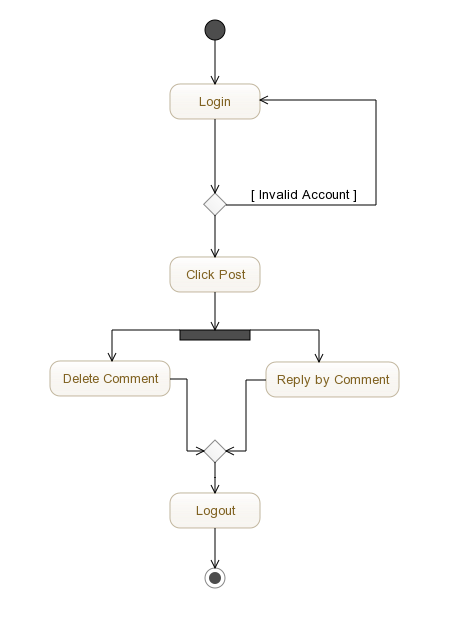 Login
[ Invalid Account ]
Click Post
Delete Comment
Reply by Comment
Logout